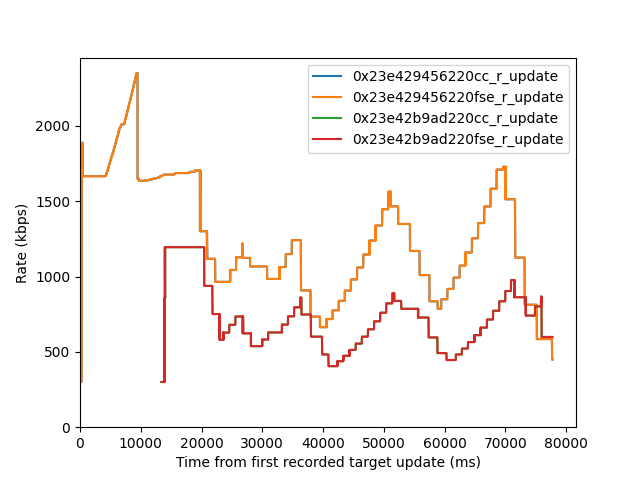 0x23e429456220cc_r_update
0x23e429456220fse_r_update
0x23e42b9ad220cc_r_update
0x23e42b9ad220fse_r_update
Rate (kbps)
2000
1500
1000
500
0
0 10000 20000 30000 40000 50000 60000 70000 80000
Time from first recorded target update (ms)